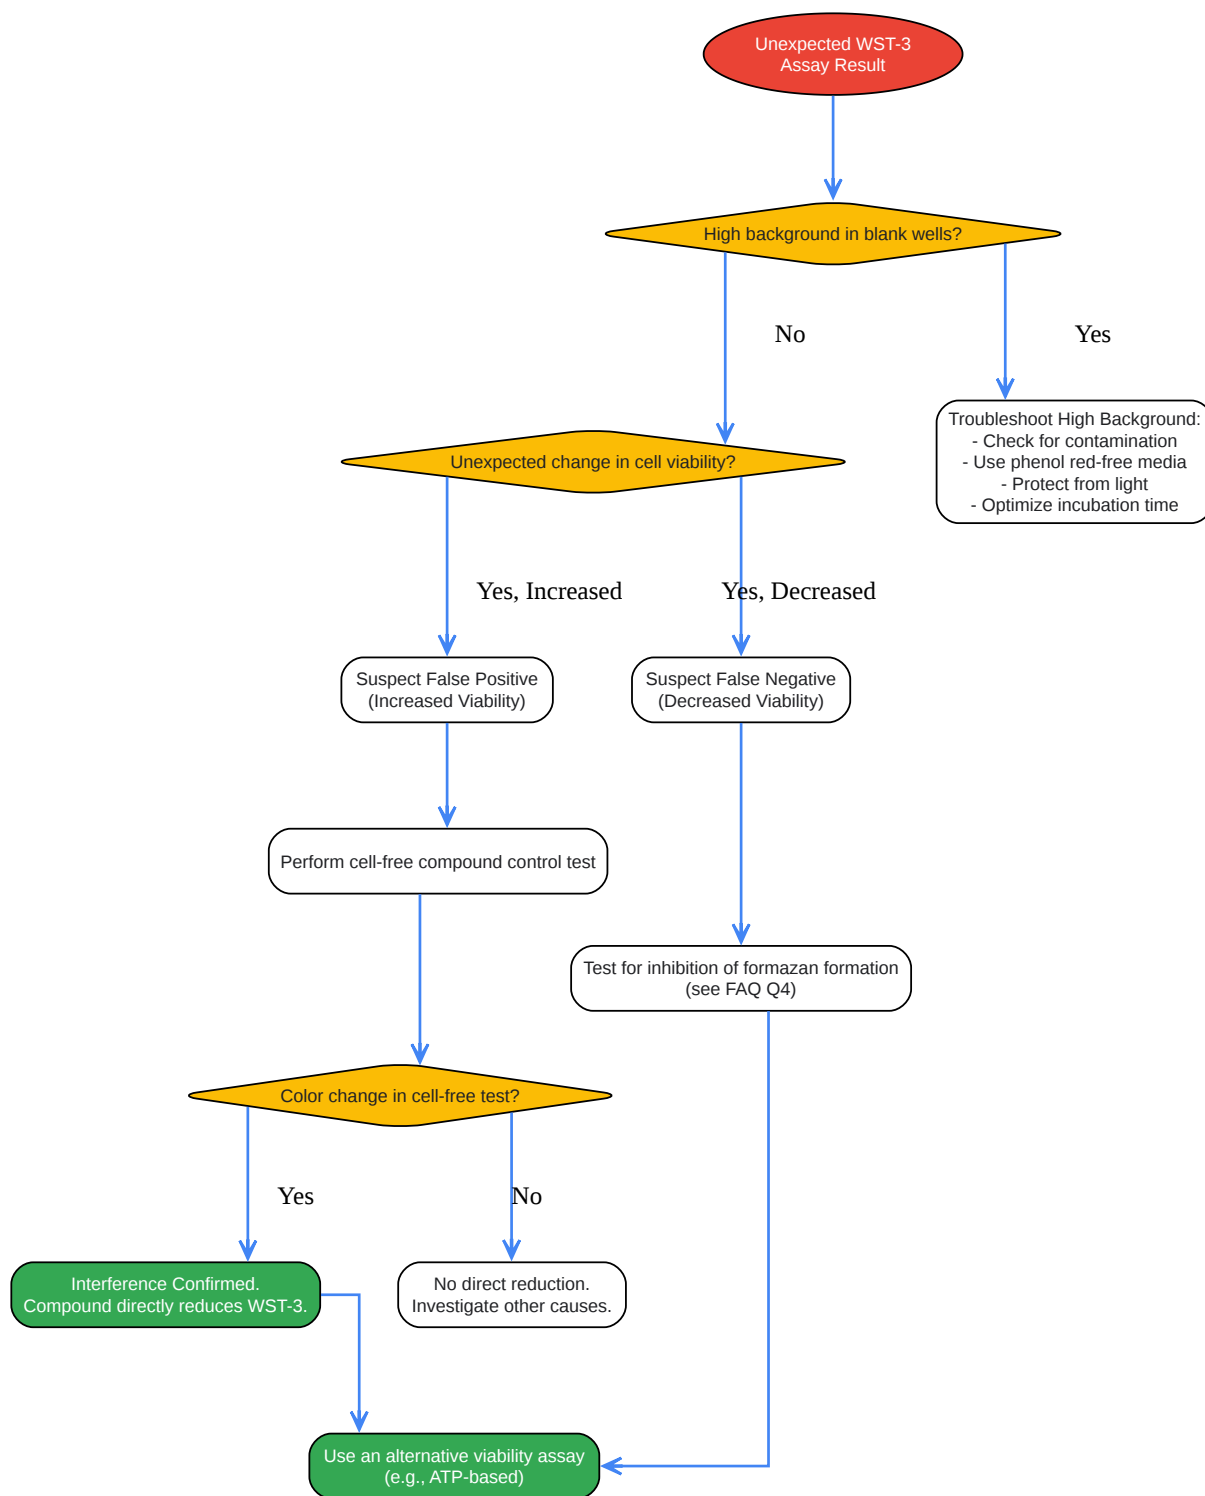 Unexpected WST-3
Assay Result
High background in blank wells?
No
Yes
Troubleshoot High Background:
- Check for contamination
- Use phenol red-free media
- Protect from light
- Optimize incubation time
Unexpected change in cell viability?
Yes, Increased
Yes, Decreased
Suspect False Positive
(Increased Viability)
Suspect False Negative
(Decreased Viability)
Perform cell-free compound control test
Test for inhibition of formazan formation
(see FAQ Q4)
Color change in cell-free test?
Yes
No
Interference Confirmed.
Compound directly reduces WST-3.
No direct reduction.
Investigate other causes.
Use an alternative viability assay
(e.g., ATP-based)